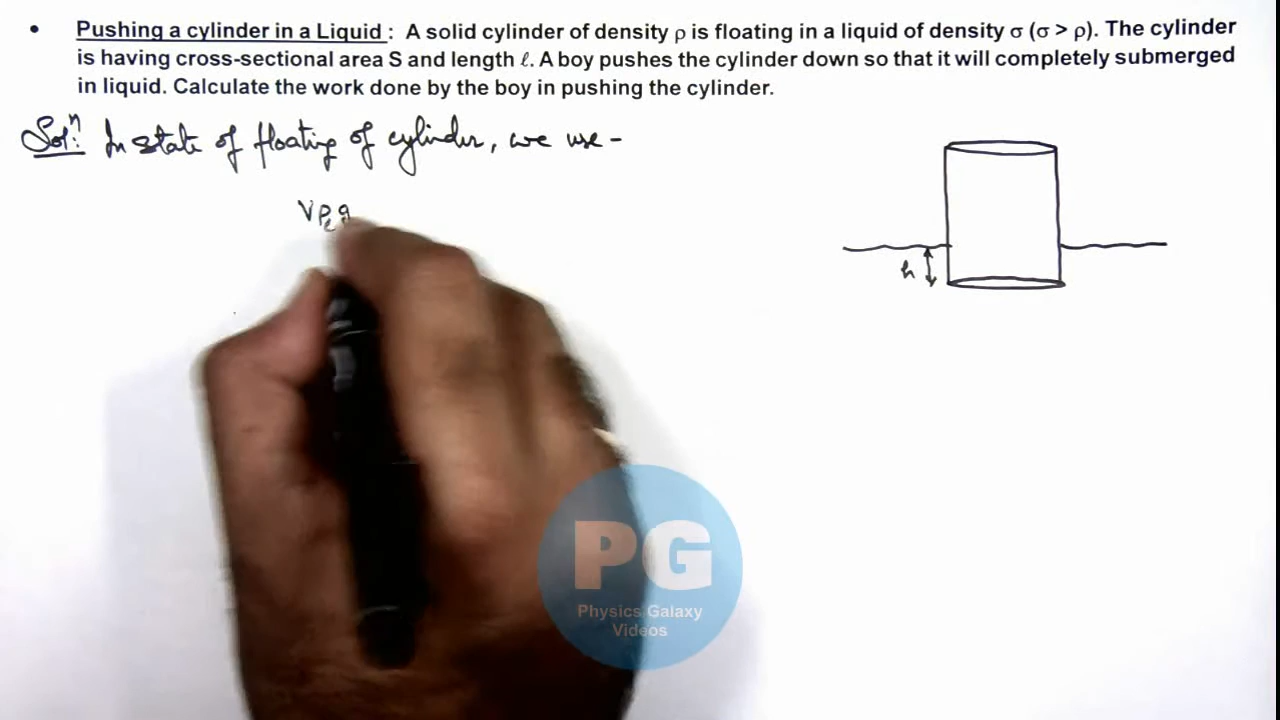 • Pushing a cylinder in a Liquid : A solid cylinder of density ρ is floating in a liquid of density σ (σ > ρ). The cylinder
is having cross-sectional area S and length ℓ. A boy pushes the cylinder down so that it will completely submerged
in liquid. Calculate the work done by the boy in pushing the cylinder.
Solⁿ: In state of floating of cylinder, we use -
h
PG
Physics Galaxy
Videos